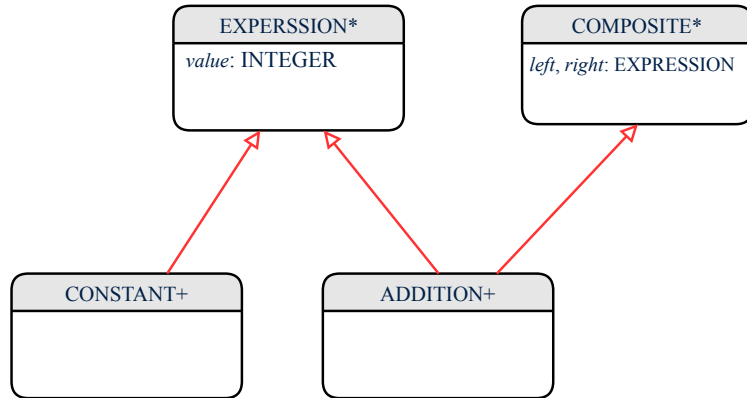 EXPERSSION*
value: INTEGER
COMPOSITE*
left, right: EXPRESSION
CONSTANT+
ADDITION+